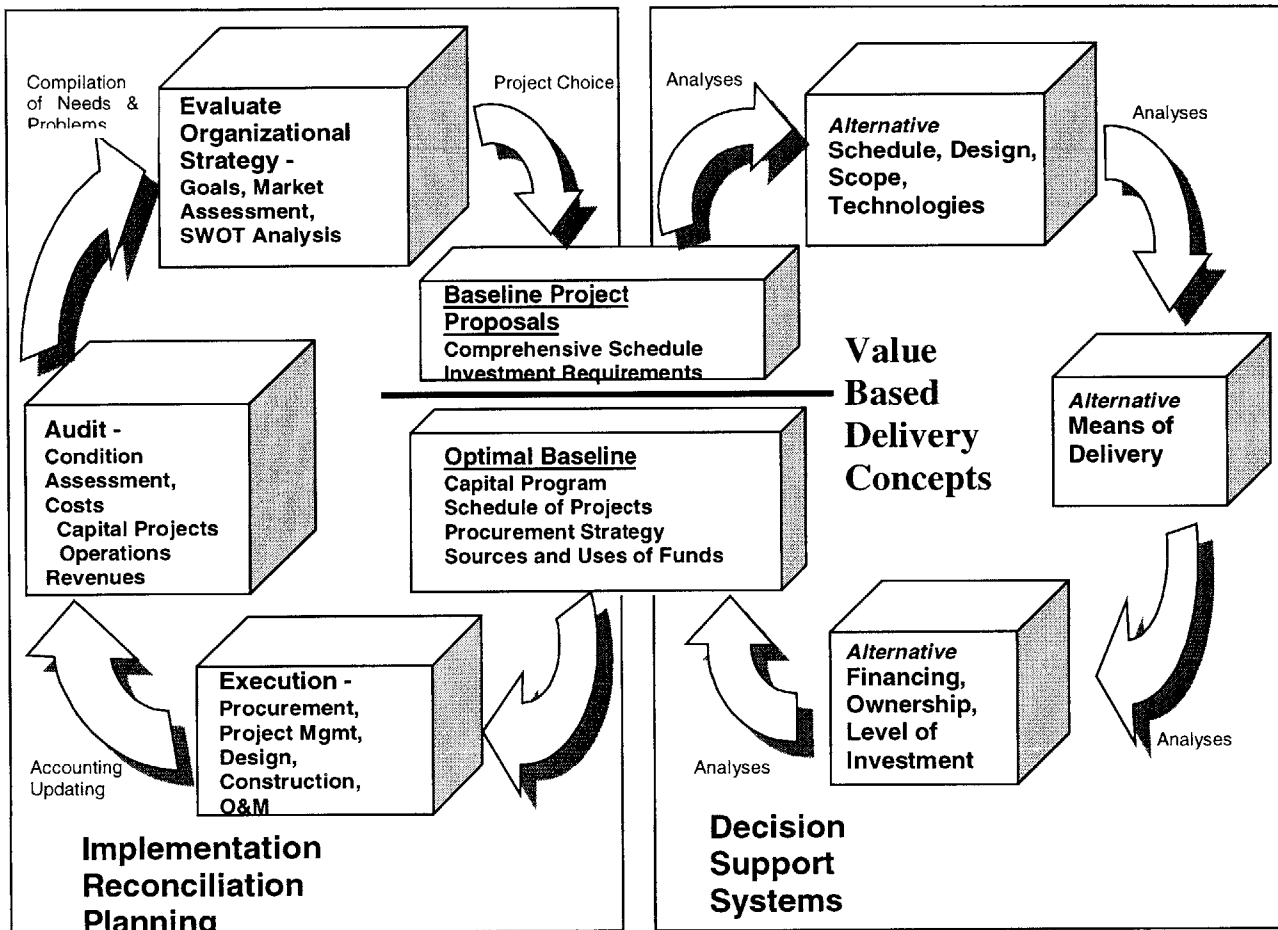 Compilation
of Needs &
Problems
Evaluate
Organizational
Strategy -
Goals, Market
Assessment,
SWOT Analysis
Project Choice
Baseline Project
Proposals
Comprehensive Schedule
Investment Requirements
Analyses
Alternative
Schedule, Design,
Scope,
Technologies
Analyses
Value
Based
Delivery
Concepts
Alternative
Means of
Delivery
Analyses
Alternative
Financing,
Ownership,
Level of
Investment
Analyses
Optimal Baseline
Capital Program
Schedule of Projects
Procurement Strategy
Sources and Uses of Funds
Execution -
Procurement,
Project Mgmt,
Design,
Construction,
O&M
Accounting
Updating
Audit -
Condition
Assessment,
Costs
Capital Projects
Operations
Revenues
Implementation
Reconciliation
Planning
Decision
Support
Systems